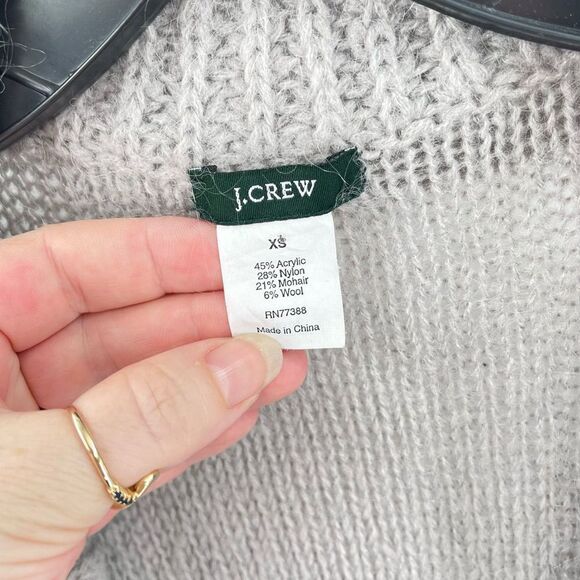 J.CREW
XS
45% Acrylic
28% Nylon
21% Mohair
6% Wool
RN77388
Made in China